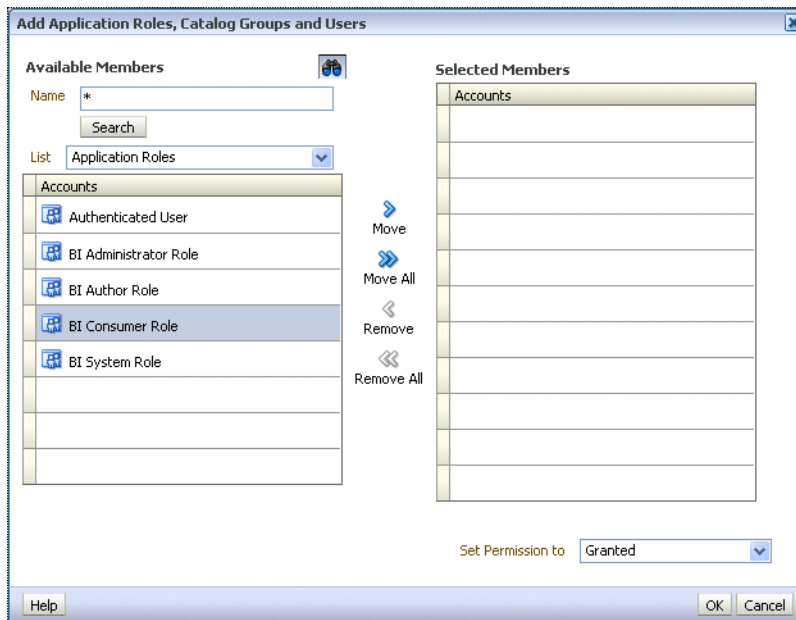 Add Application Roles, Catalog Groups and Users
Available Members
Name *
Search
List Application Roles
Accounts
Authenticated User
BI Administrator Role
BI Author Role
BI Consumer Role
BI System Role
Move
Move All
Remove
Remove All
Selected Members
Accounts
Set Permission to Granted
Help
OK Cancel